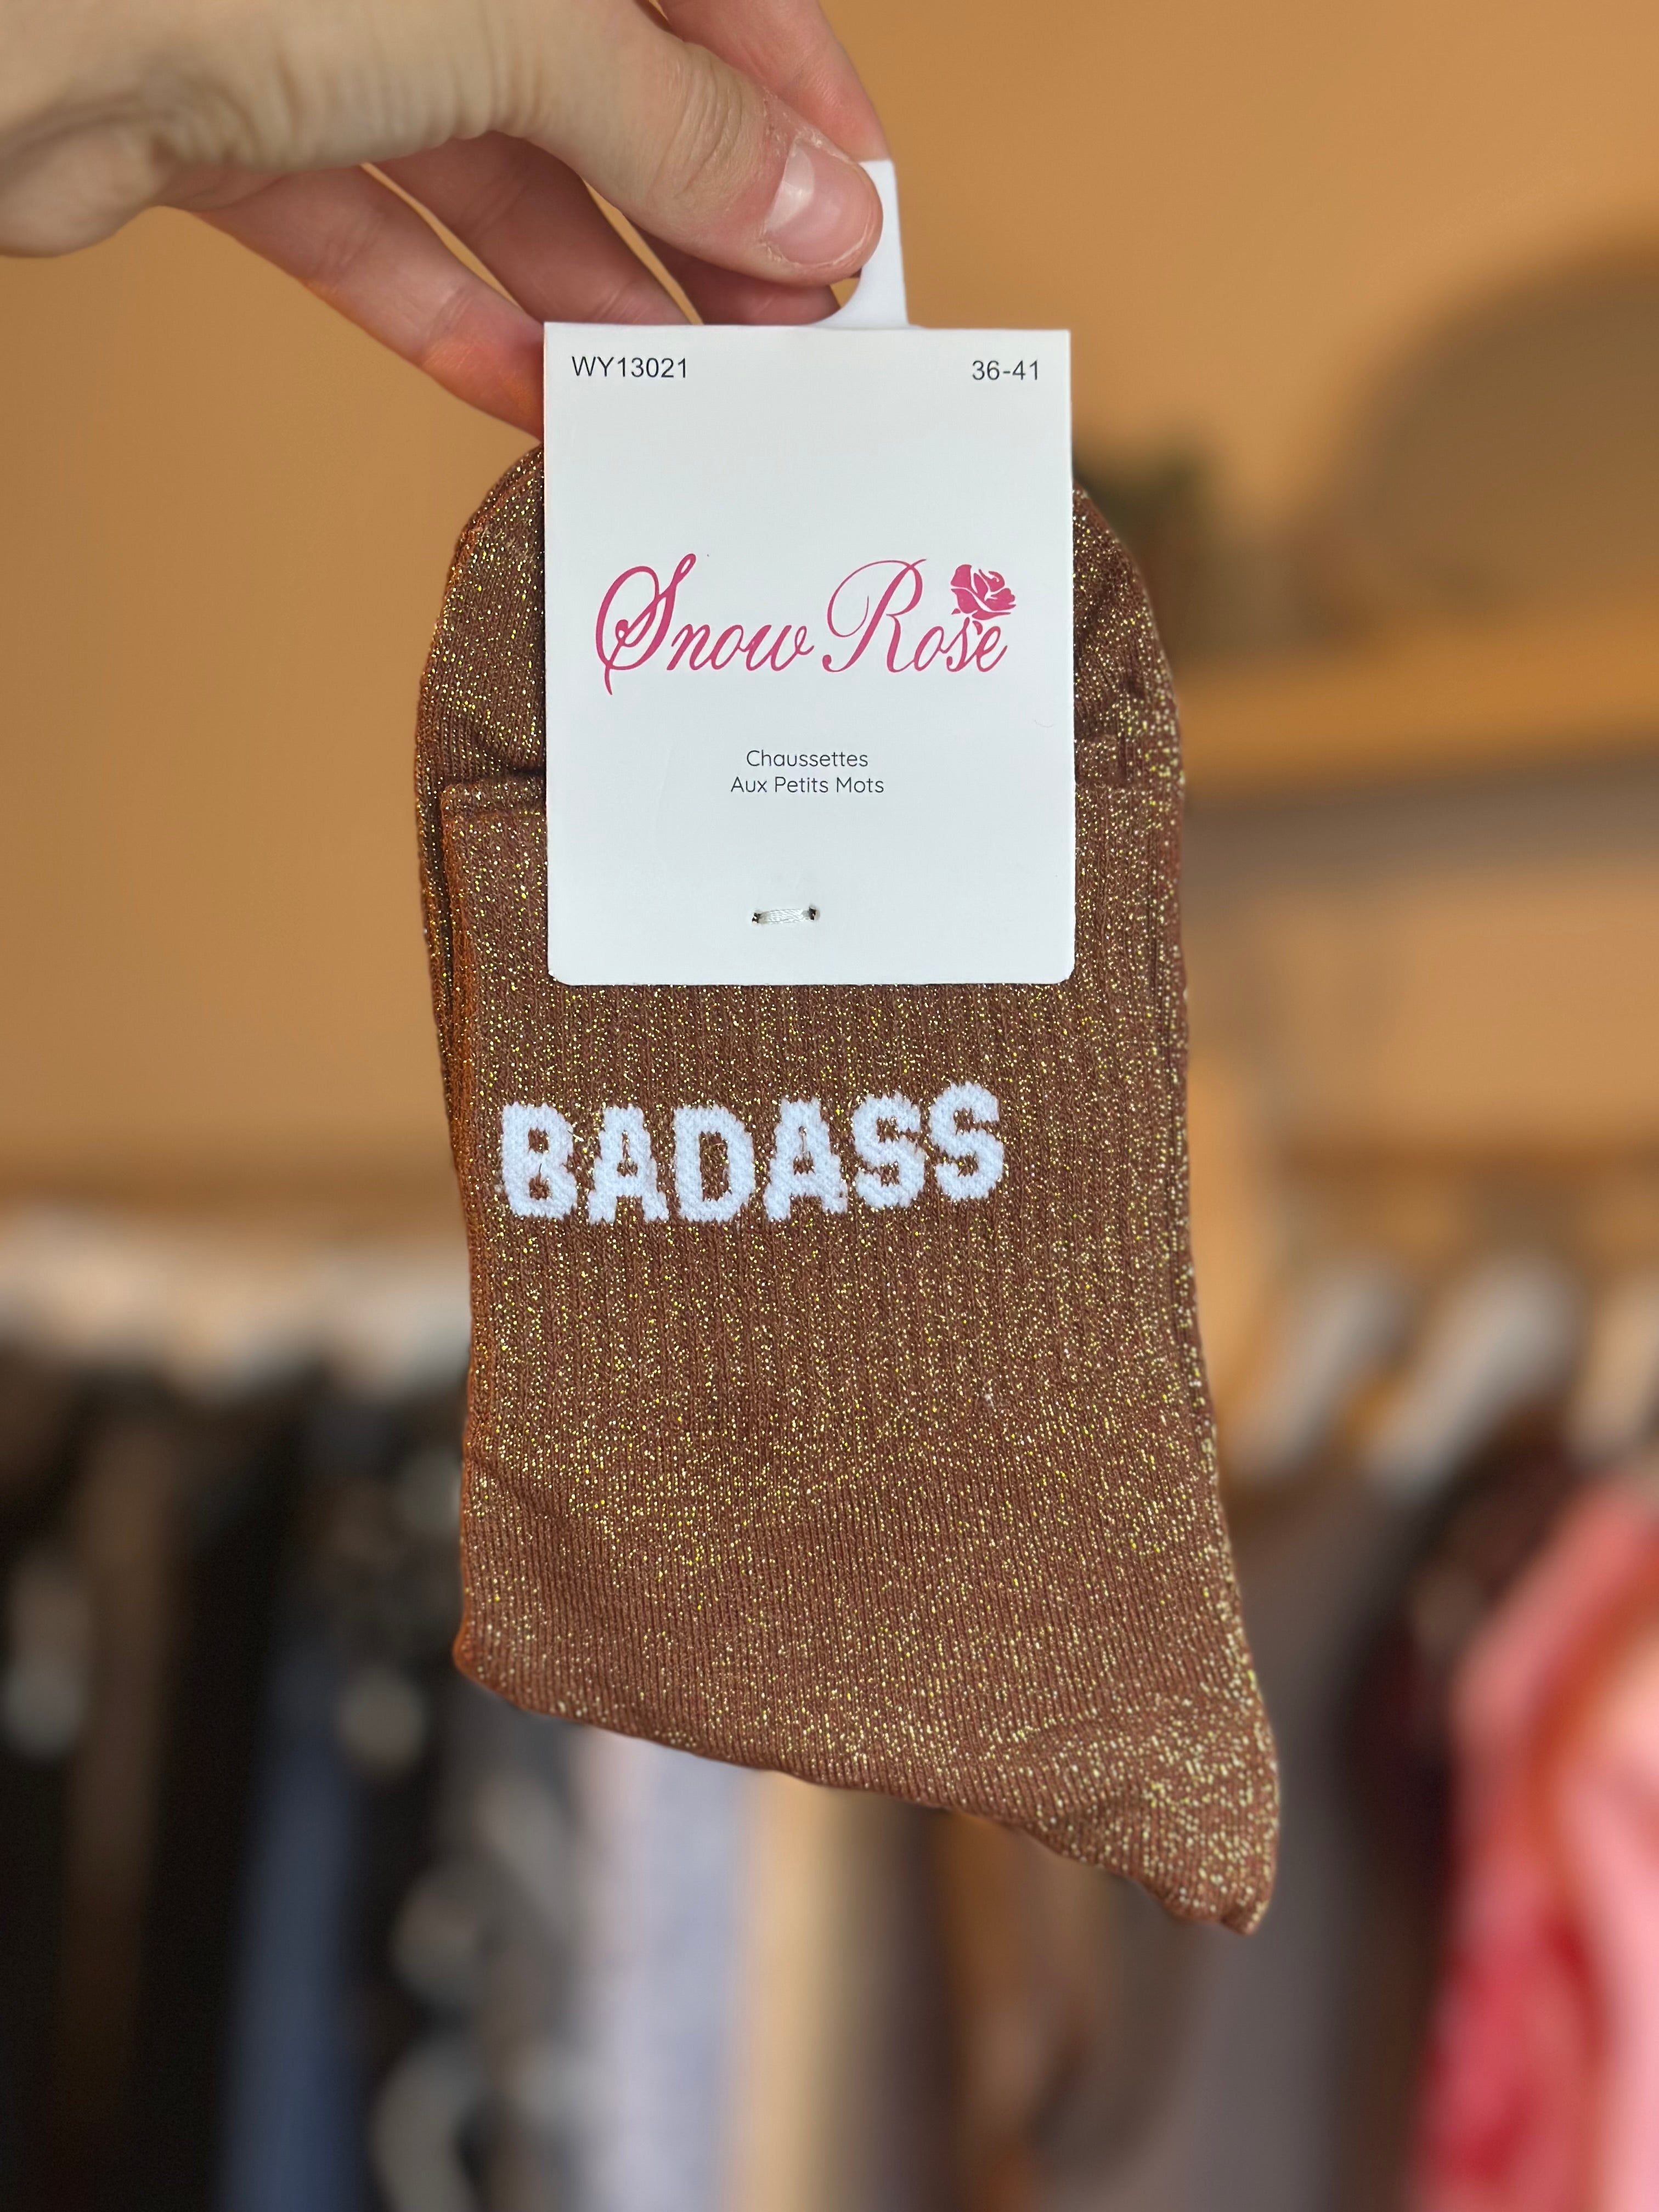 WY13021 36-41
Snow Rose
Chaussettes
Aux Petits Mots
BADASS